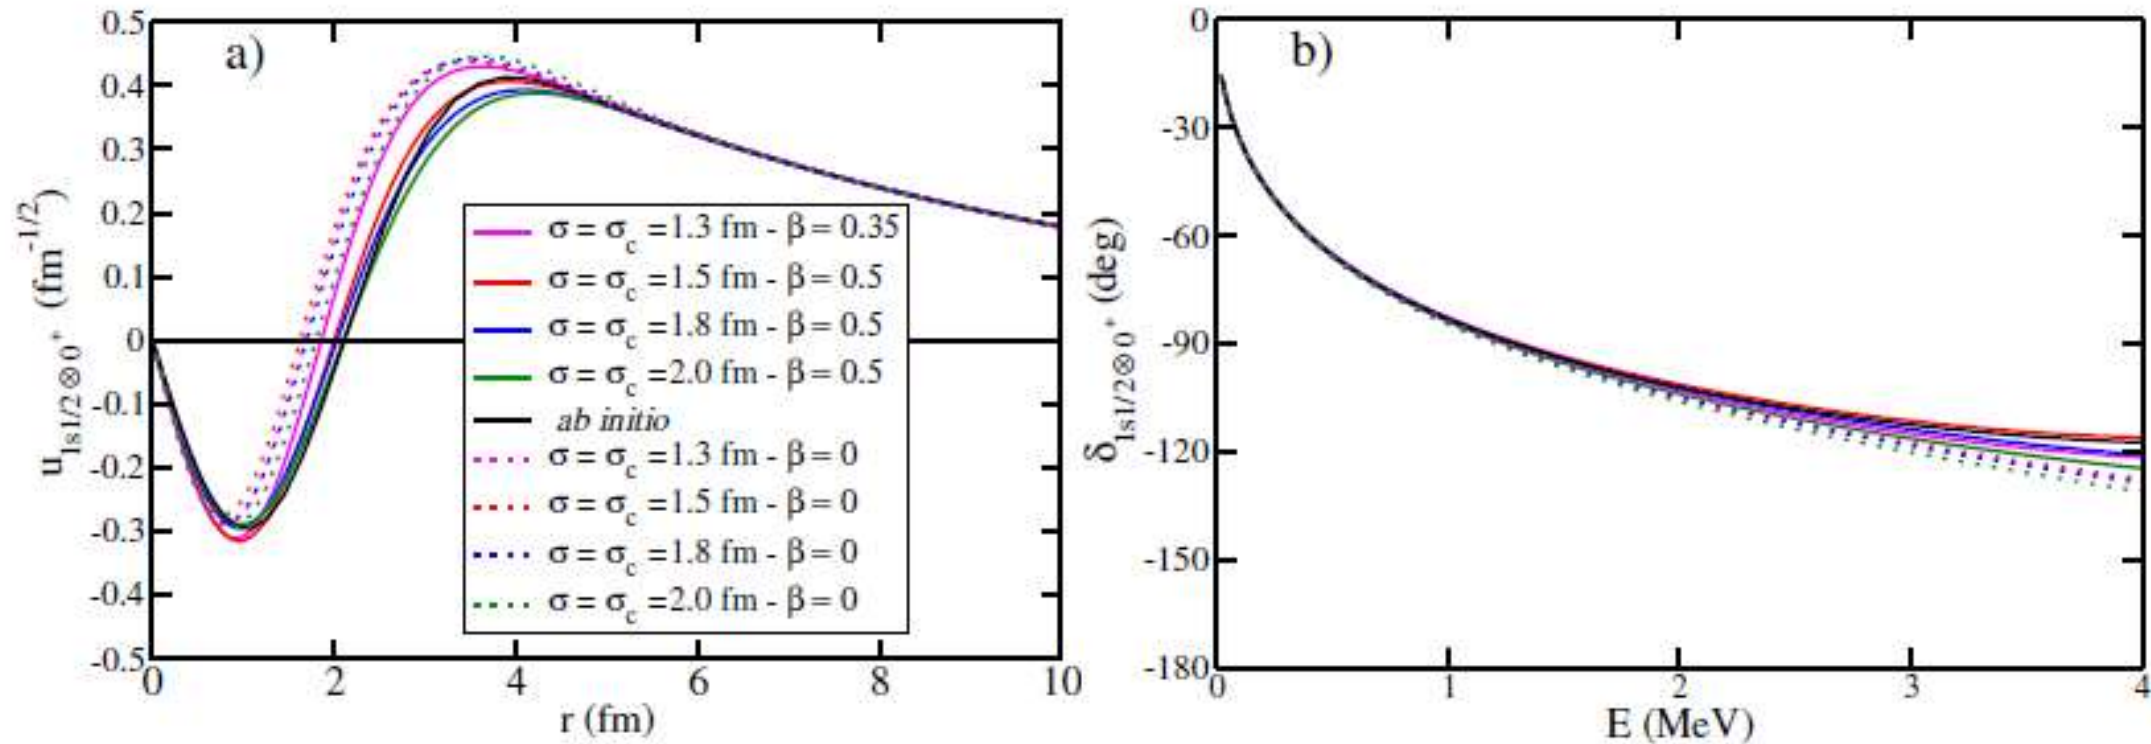 a)
0.5
0.4
0.3
0.2
0.1
0
-0.1
-0.2
-0.3
-0.4
-0.5
u1s1/2⊗0+ (fm-1/2)
σ = σc =1.3 fm - β = 0.35
σ = σc =1.5 fm - β = 0.5
σ = σc =1.8 fm - β = 0.5
σ = σc =2.0 fm - β = 0.5
ab initio
σ = σc =1.3 fm - β = 0
σ = σc =1.5 fm - β = 0
σ = σc =1.8 fm - β = 0
σ = σc =2.0 fm - β = 0
0 2 4 6 8 10
r (fm)
b)
0
-30
-60
-90
-120
-150
-180
δ1s1/2⊗0+ (deg)
0 1 2 3 4
E (MeV)